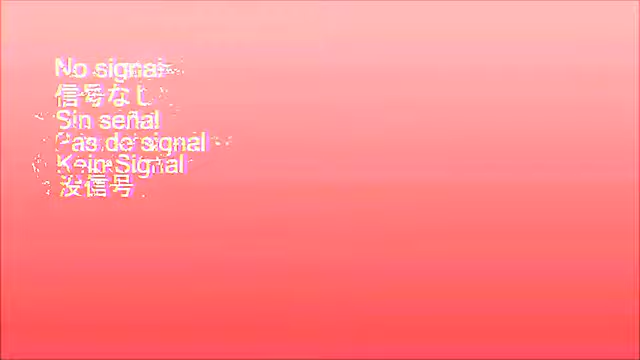 No signal
信号なし
Sin señal
Pas de signal
Kein Signal
没信号